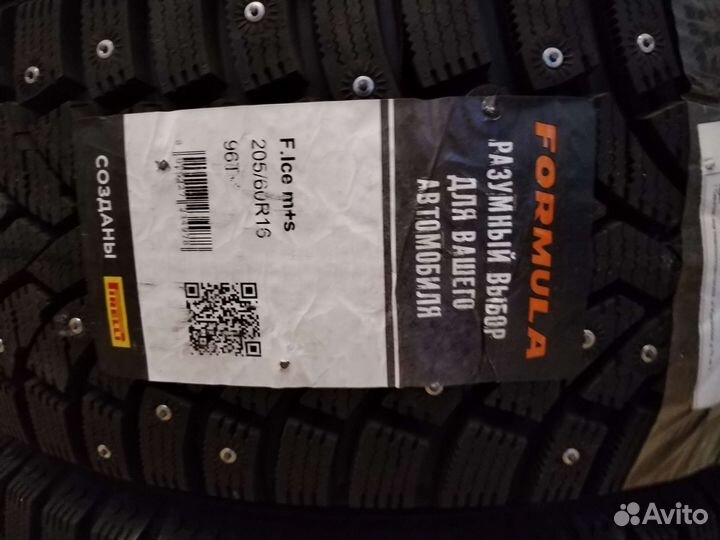 FORMULA
РАЗУМНЫЙ ВЫБОР
ДЛЯ ВАШЕГО
АВТОМОБИЛЯ
F.Ice m+s
205/60R16
96T
СОЗДАНЫ
PIRELLI
Avito